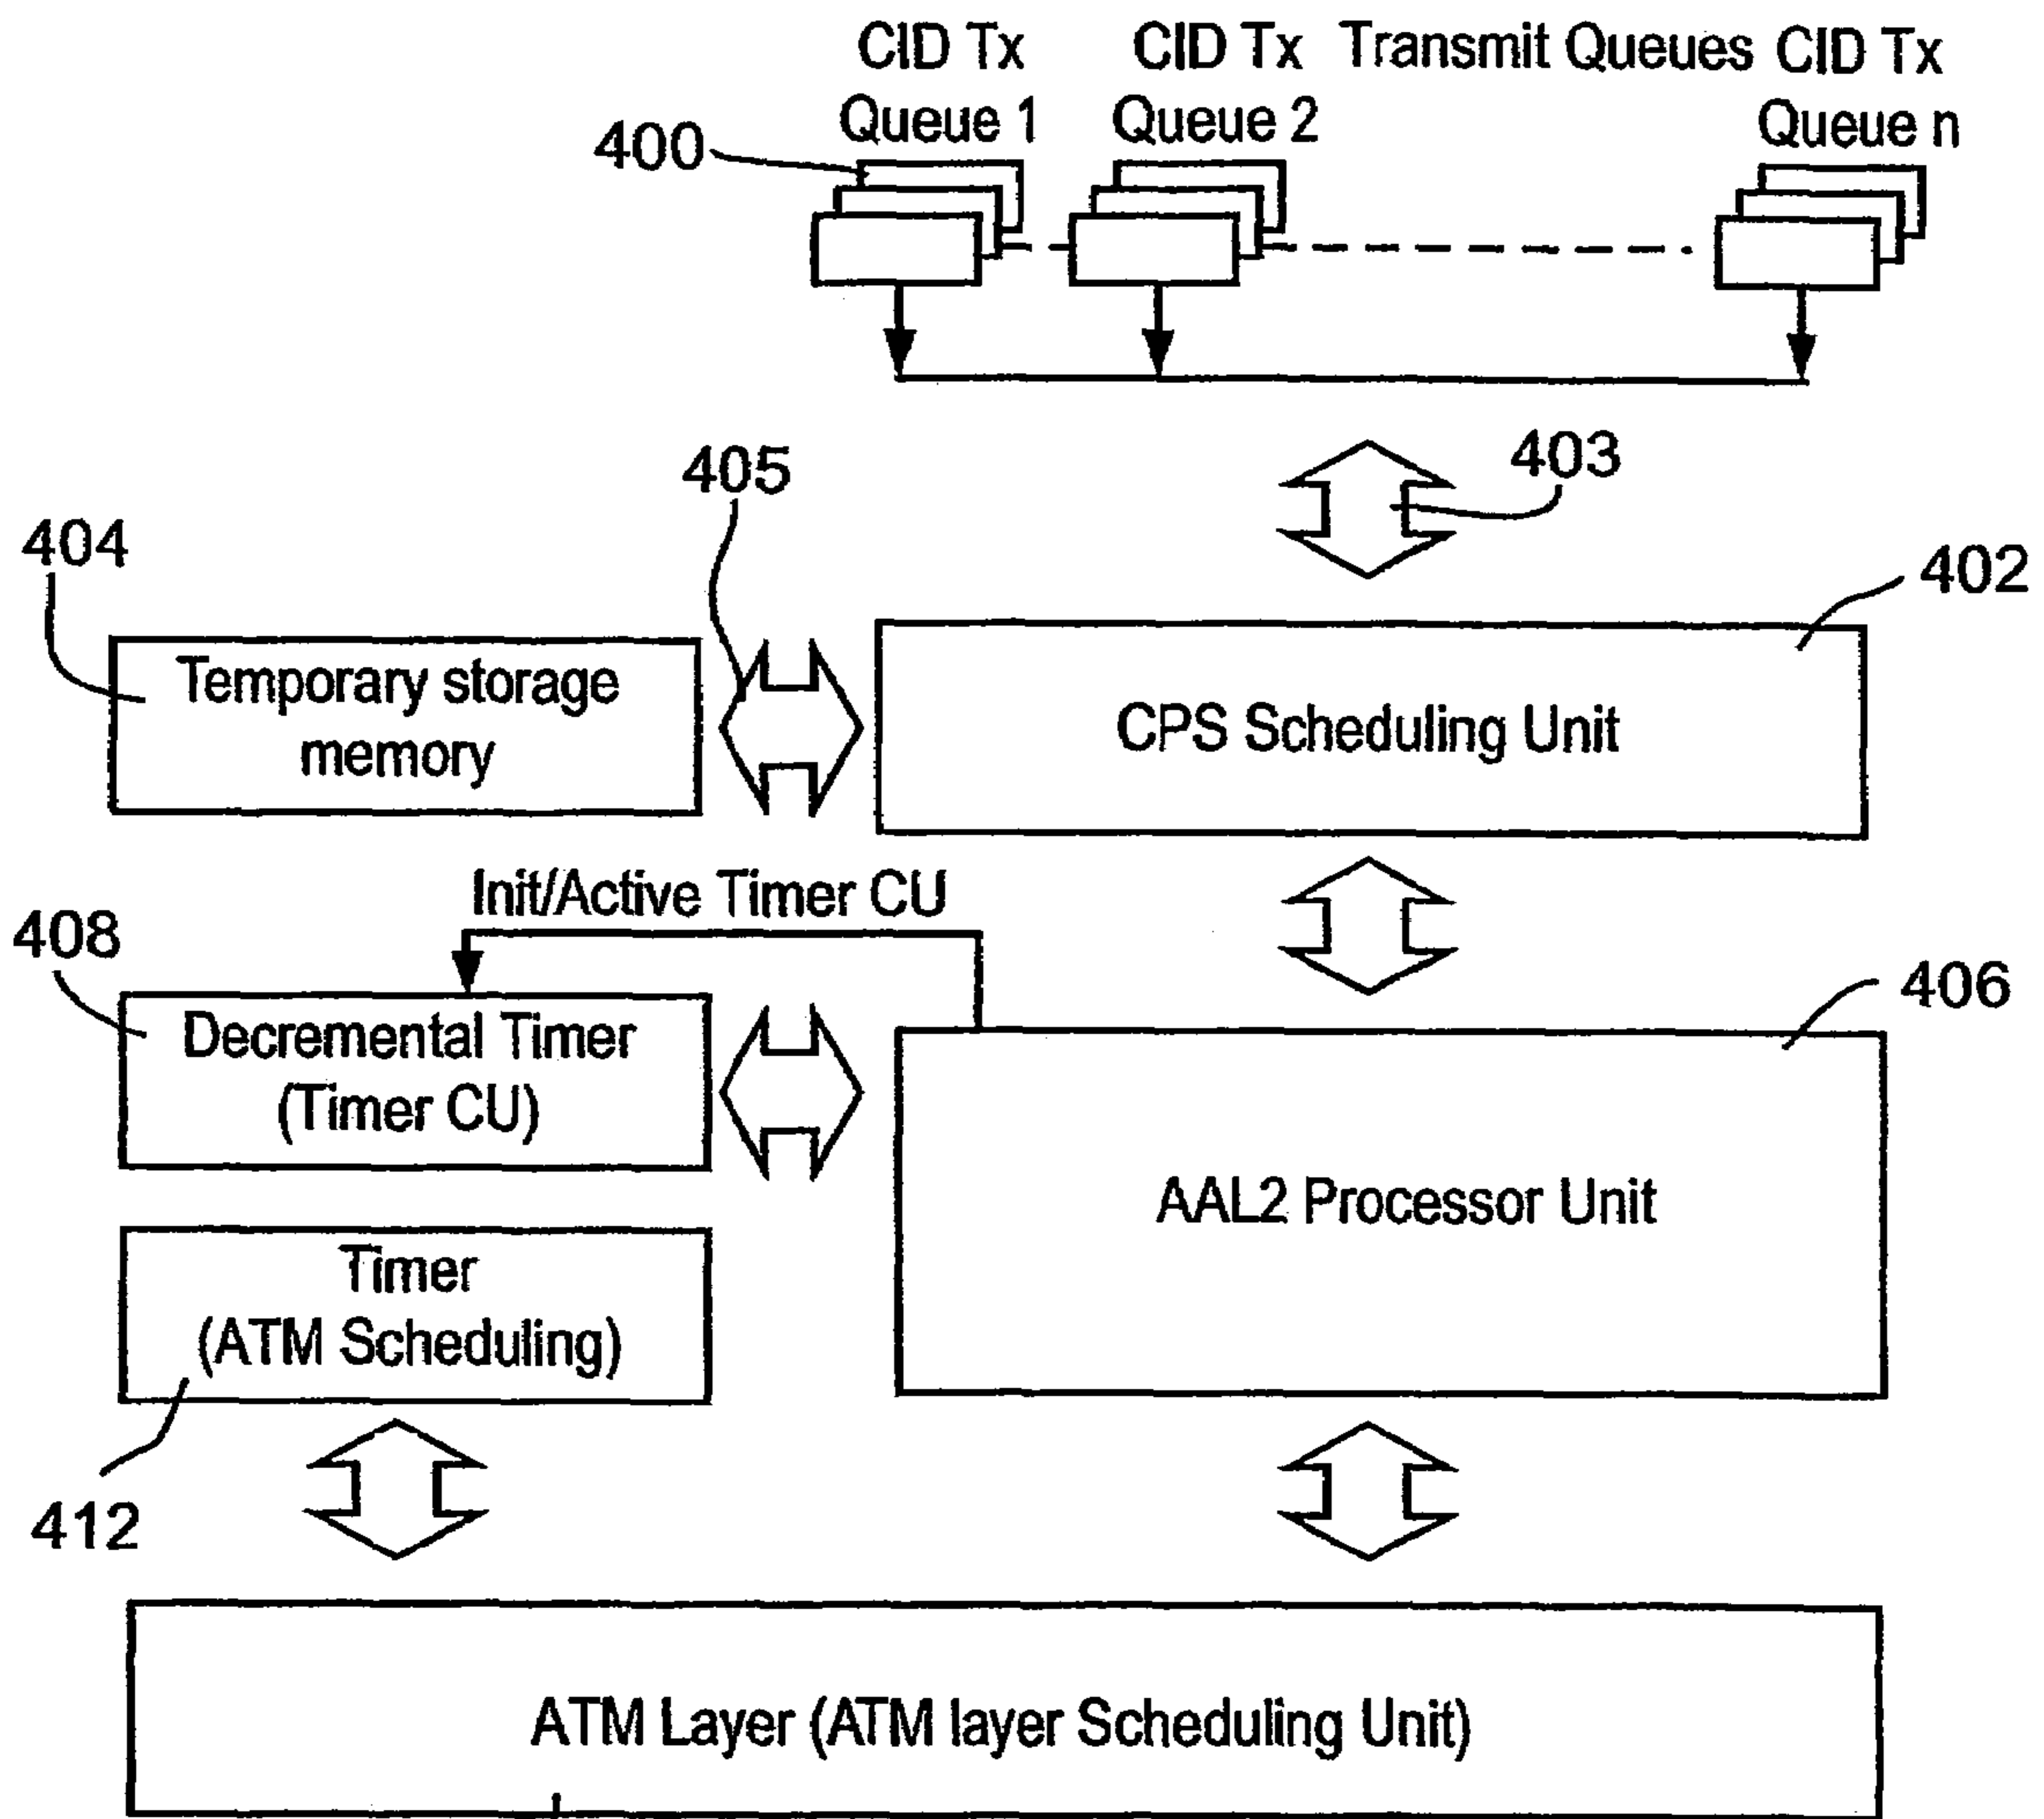 CID Tx CID Tx Transmit Queues CID Tx
Queue 1 Queue 2 Queue n
400
403
405
404
402
Temporary storage
memory
CPS Scheduling Unit
Init/Active Timer CU
408
406
Decremental Timer
(Timer CU)
AAL2 Processor Unit
Timer
(ATM Scheduling)
412
ATM Layer (ATM layer Scheduling Unit)